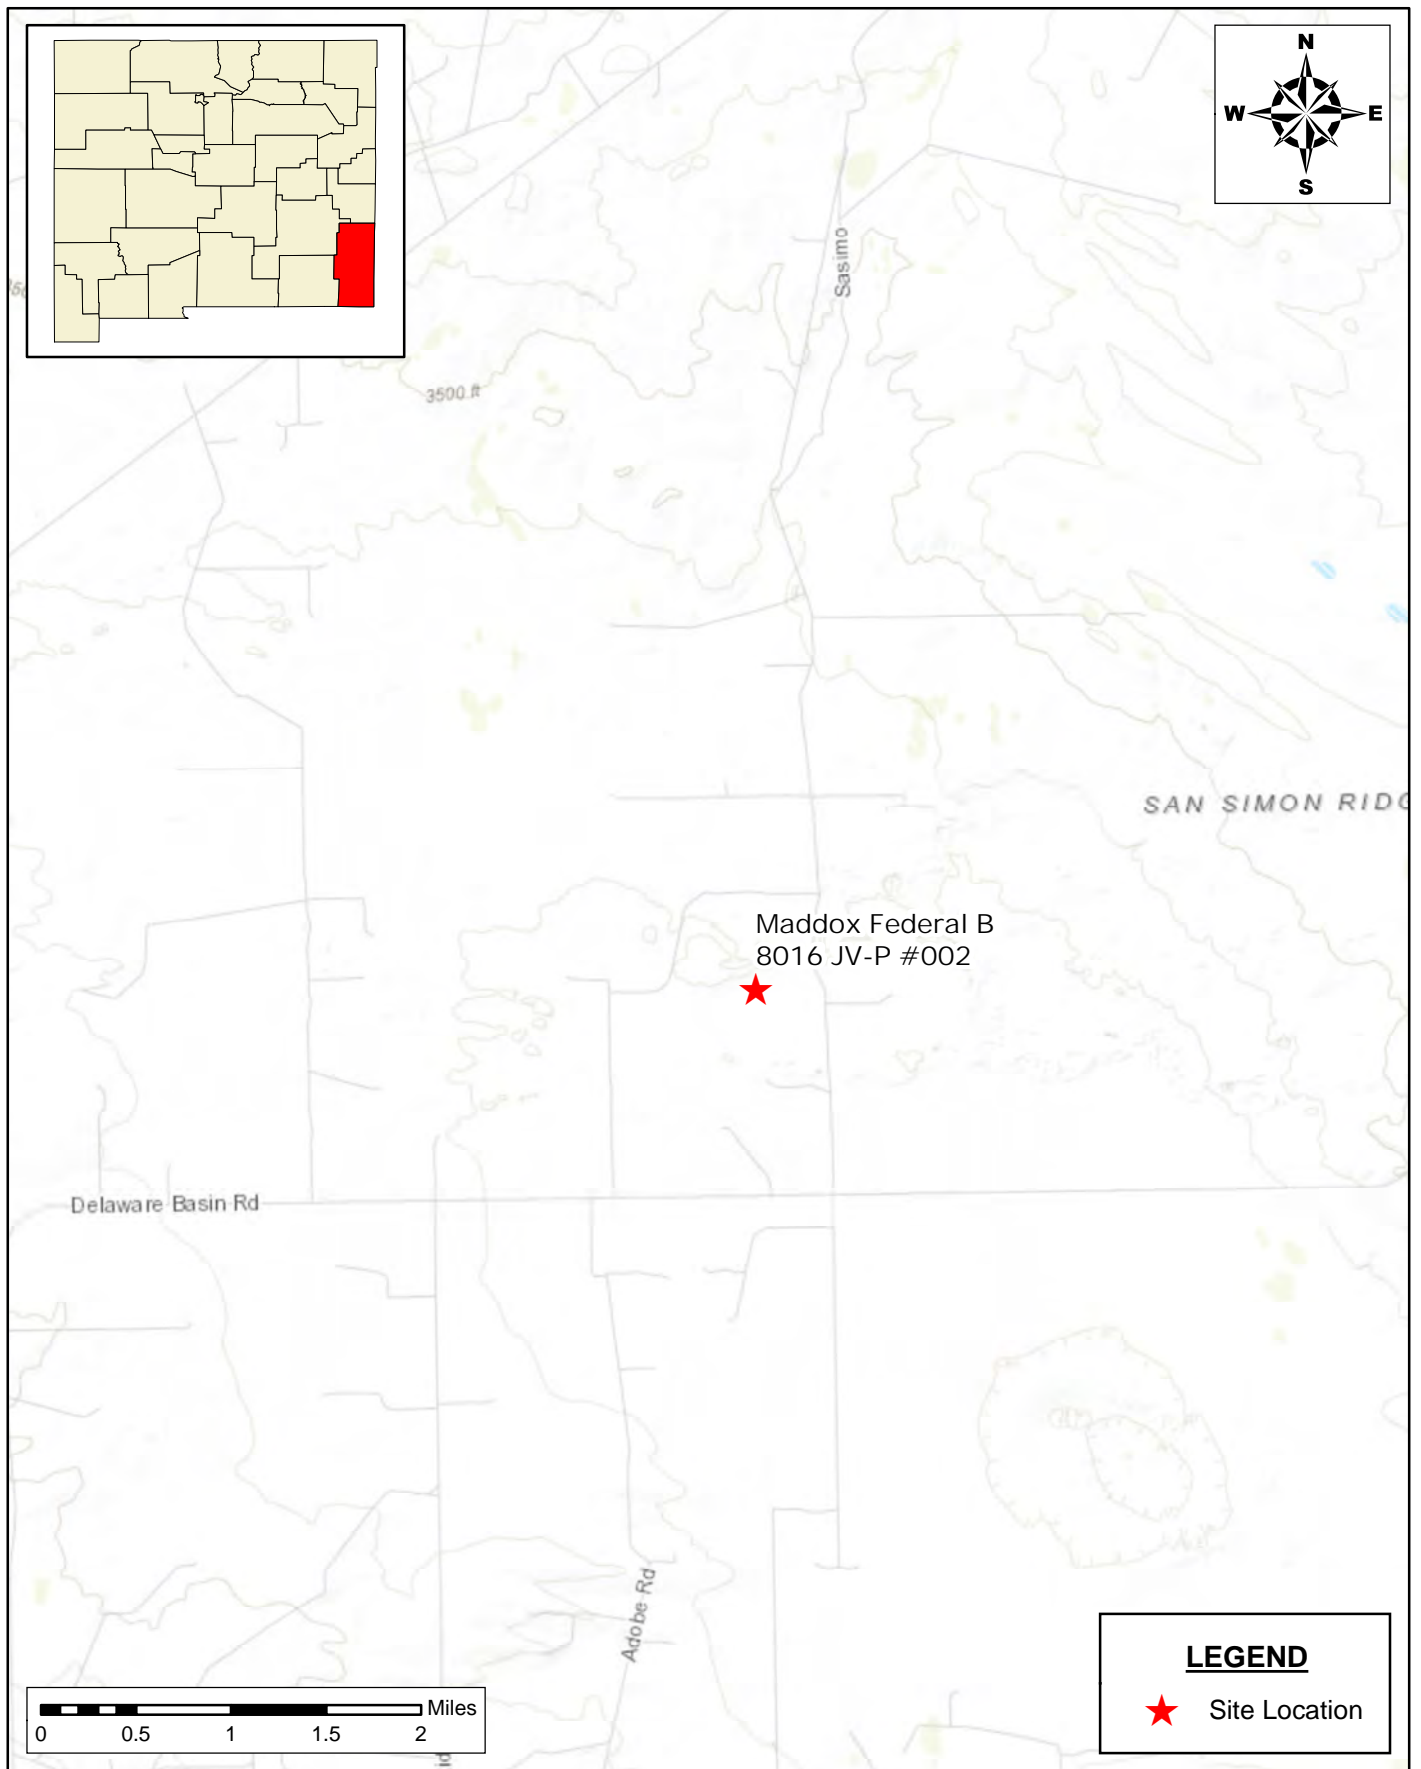 N
W
E
S
Sasimo
3500 ft
SAN SIMON RIDG
Maddox Federal B
8016 JV-P #002
Delaware Basin Rd
Adobe Rd
LEGEND
Site Location
Miles
0 0.5 1 1.5 2